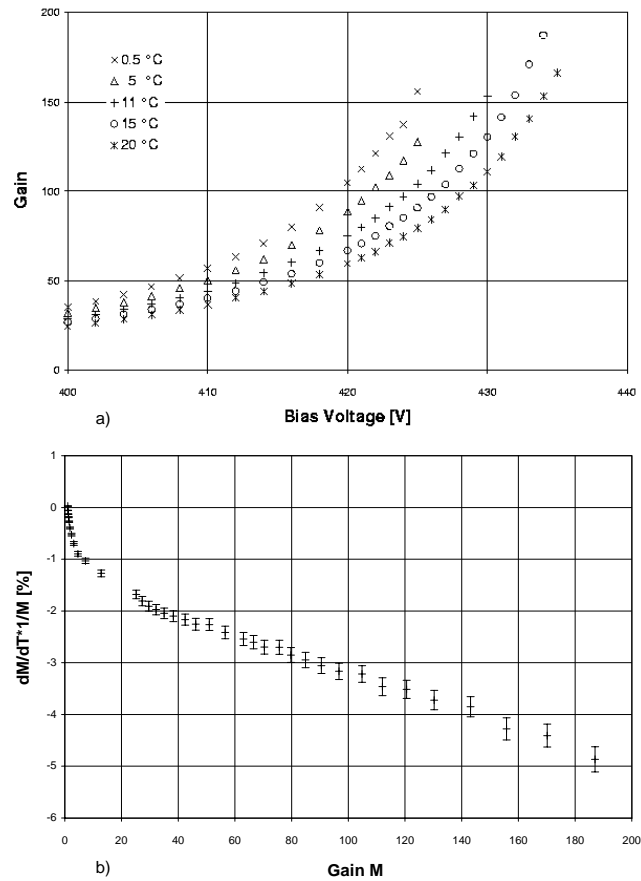 200
150
100
50
0
Gain
× 0.5 °C
△ 5 °C
+ 11 °C
○ 15 °C
ж 20 °C
400 410 420 430 440
a) Bias Voltage [V]
1
0
-1
-2
-3
-4
-5
-6
dM/dT*1/M [%]
0 20 40 60 80 100 120 140 160 180 200
b) Gain M